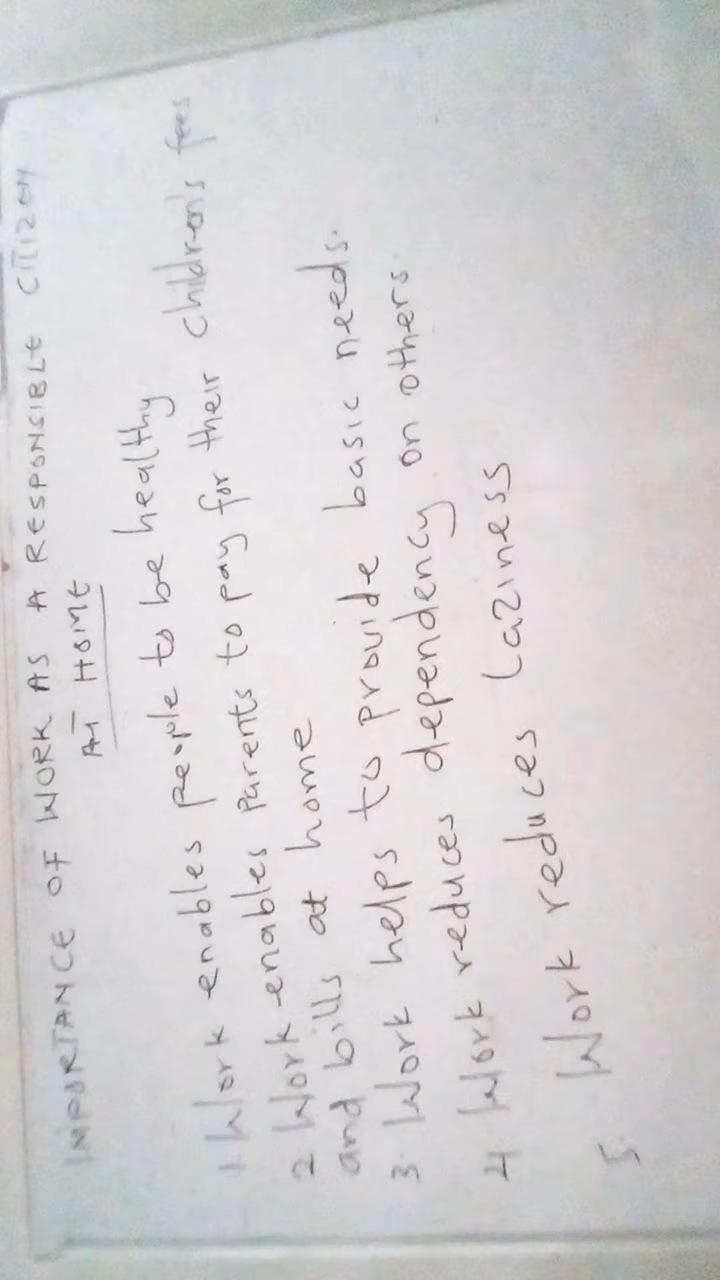 IMPORTANCE OF WORK AS A RESPONSIBLE CITIZEN
AT HOME
1 Work enables people to be healthy
2 Work enables Parents to pay for their children's fees
and bills at home
3. Work helps to provide basic needs.
4 Work reduces dependency on others.
5 Work reduces Laziness